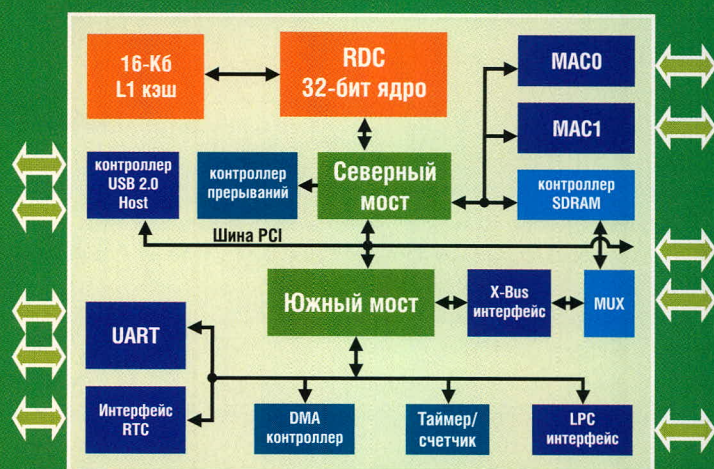 16-Кб
L1 кэш
RDC
32-бит ядро
MAC0
MAC1
контроллер
USB 2.0
Host
контроллер
прерываний
Северный
мост
контроллер
SDRAM
Шина PCI
Южный мост
X-Bus
интерфейс
MUX
UART
Интерфейс
RTC
DMA
контроллер
Таймер/
счетчик
LPC
интерфейс